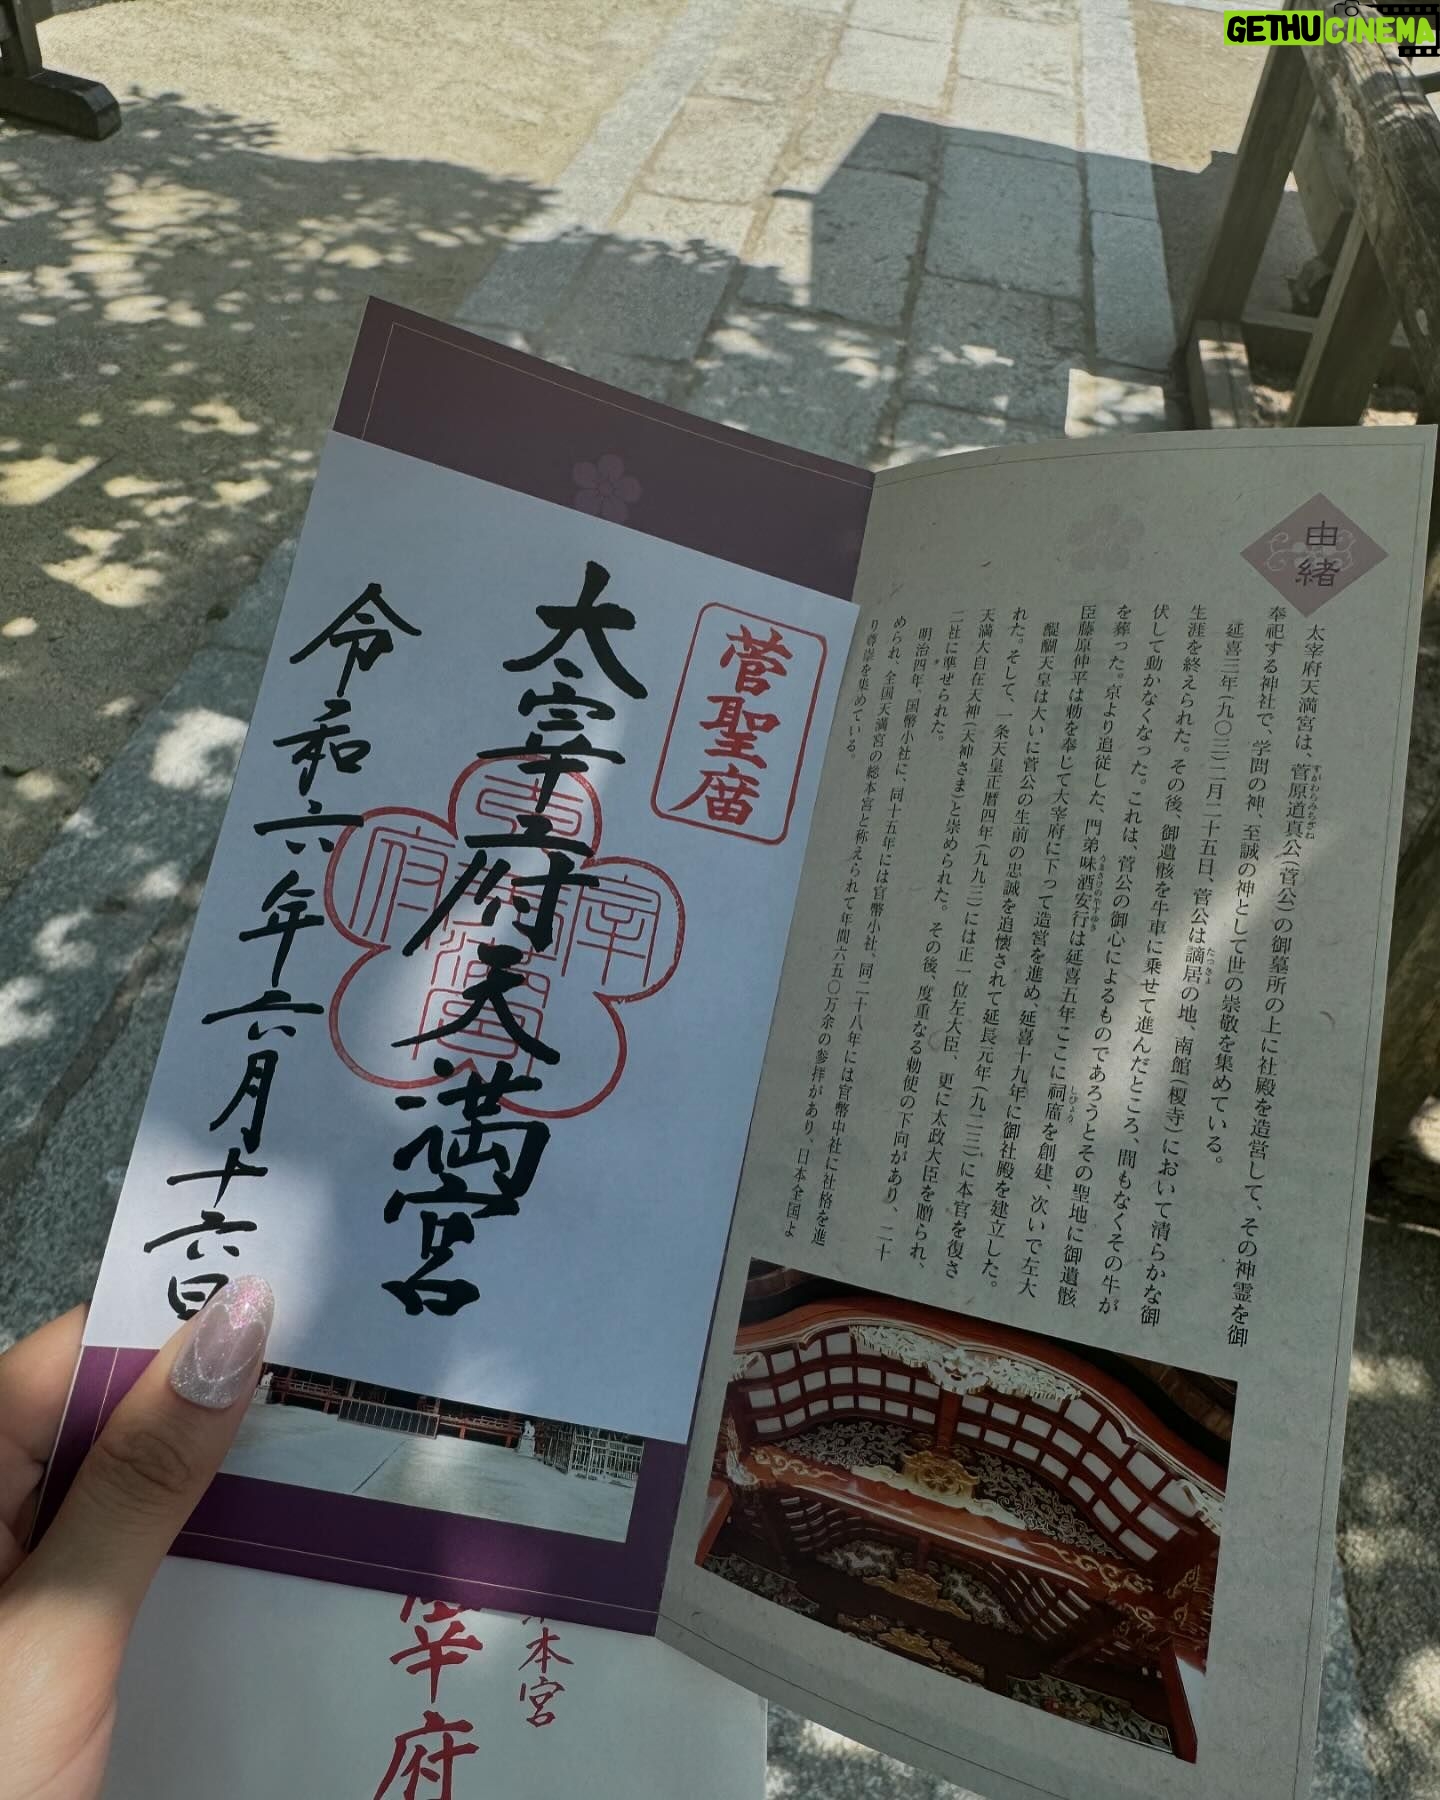 GETHUCINEMA
由緒
太宰府天満宮は、菅原道真公(菅公)の御墓所の上に社殿を造営して、その神霊を御
奉祀する神社で、学問の神、至誠の神として世の崇敬を集めている。
延喜三年(九〇三)二月二十五日、菅公は謫居の地、南館(榎寺)において清らかな御
生涯を終えられた。その後、御遺骸を牛車に乗せて進んだところ、間もなくその牛が
伏して動かなくなった。これは、菅公の御心によるものであろうとその聖地に御遺骸
を葬った。京より追従した、門弟味酒安行は延喜五年ここに祠庿を創建、次いで左大
臣藤原仲平は勅を奉じて大宰府に下って造営を進め、延喜十九年に御社殿を建立した。
醍醐天皇は大いに菅公の生前の忠誠を追懐されて延長元年(九二三)に本官を復さ
れた。そして、一条天皇正暦四年(九九三)には正一位左大臣、更に太政大臣を贈られ、
天満大自在天神(天神さま)と崇められた。その後、度重なる勅使の下向があり、二十
二社に準ぜられた。
明治四年、国幣小社に、同十五年には官幣小社、同二十八年には官幣中社に社格を進
められ、全国天満宮の総本宮と称えられて年間六五〇万余の参拝があり、日本全国よ
り尊崇を集めている。
菅聖庿
太宰府天満宮
令和六年六月十六日
本宮
宰府